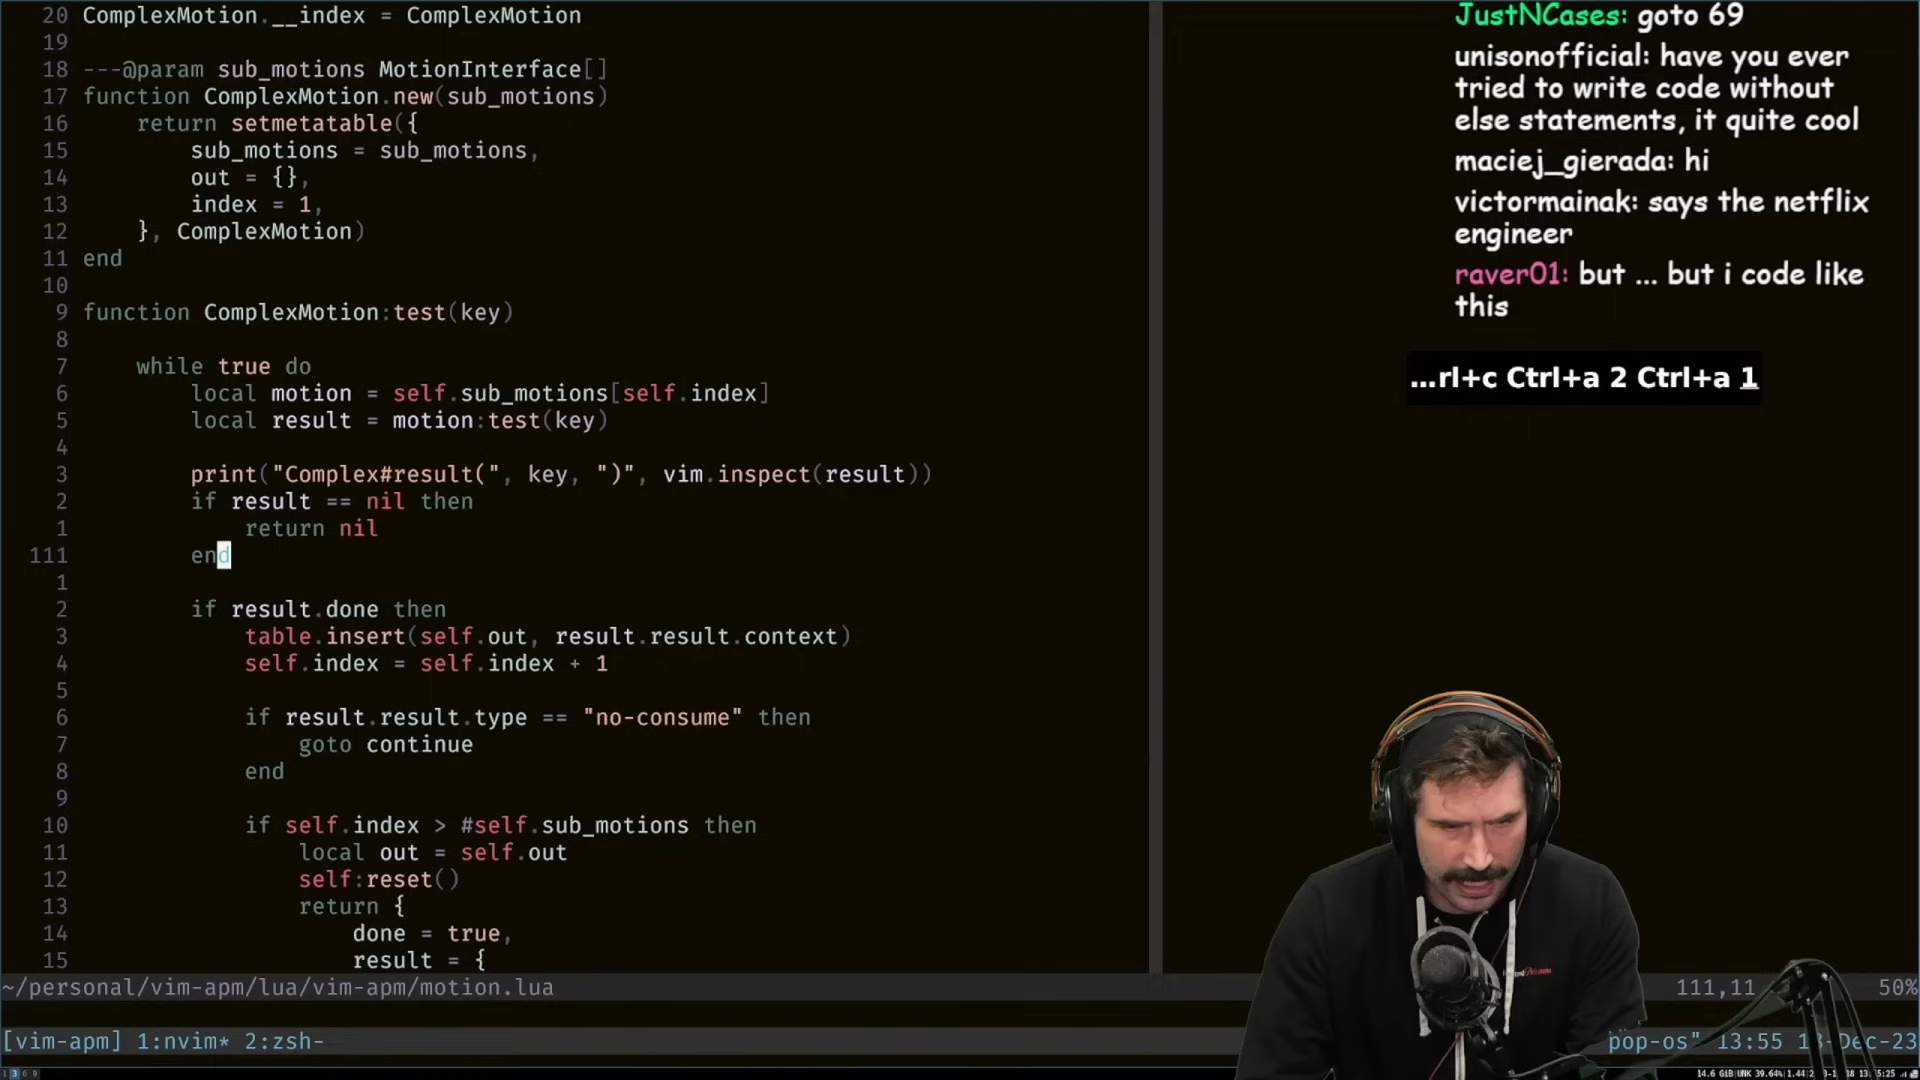 20 ComplexMotion.__index = ComplexMotion
19
18 ---@param sub_motions MotionInterface[]
17 function ComplexMotion.new(sub_motions)
16     return setmetatable({
15         sub_motions = sub_motions,
14         out = {},
13         index = 1,
12     }, ComplexMotion)
11 end
10
9 function ComplexMotion:test(key)
8
7     while true do
6         local motion = self.sub_motions[self.index]
5         local result = motion:test(key)
4
3         print("Complex#result(", key, ")", vim.inspect(result))
2         if result == nil then
1             return nil
111         end
1
2         if result.done then
3             table.insert(self.out, result.result.context)
4             self.index = self.index + 1
5
6             if result.result.type == "no-consume" then
7                 goto continue
8             end
9
10             if self.index > #self.sub_motions then
11                 local out = self.out
12                 self:reset()
13                 return {
14                     done = true,
15                     result = {
~/personal/vim-apm/lua/vim-apm/motion.lua 111,11 50%
[vim-apm] 1:nvim* 2:zsh- pop-os" 13:55 1 -Dec-23
JustNCases: goto 69
unisonofficial: have you ever
tried to write code without
else statements, it quite cool
maciej_gierada: hi
victormainak: says the netflix
engineer
raver01: but ... but i code like
this
...rl+c Ctrl+a 2 Ctrl+a 1